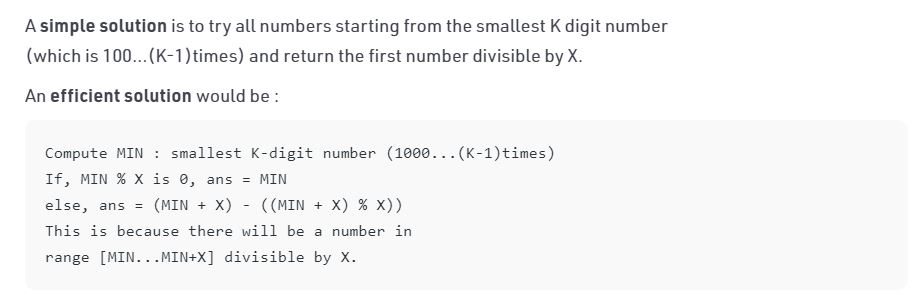 A simple solution is to try all numbers starting from the smallest K digit number
(which is 100...(K-1)times) and return the first number divisible by X.
An efficient solution would be :
Compute MIN : smallest K-digit number (1000...(K-1)times)
If, MIN % X is 0, ans = MIN
else, ans = (MIN + X) - ((MIN + X) % X))
This is because there will be a number in
range [MIN...MIN+X] divisible by X.